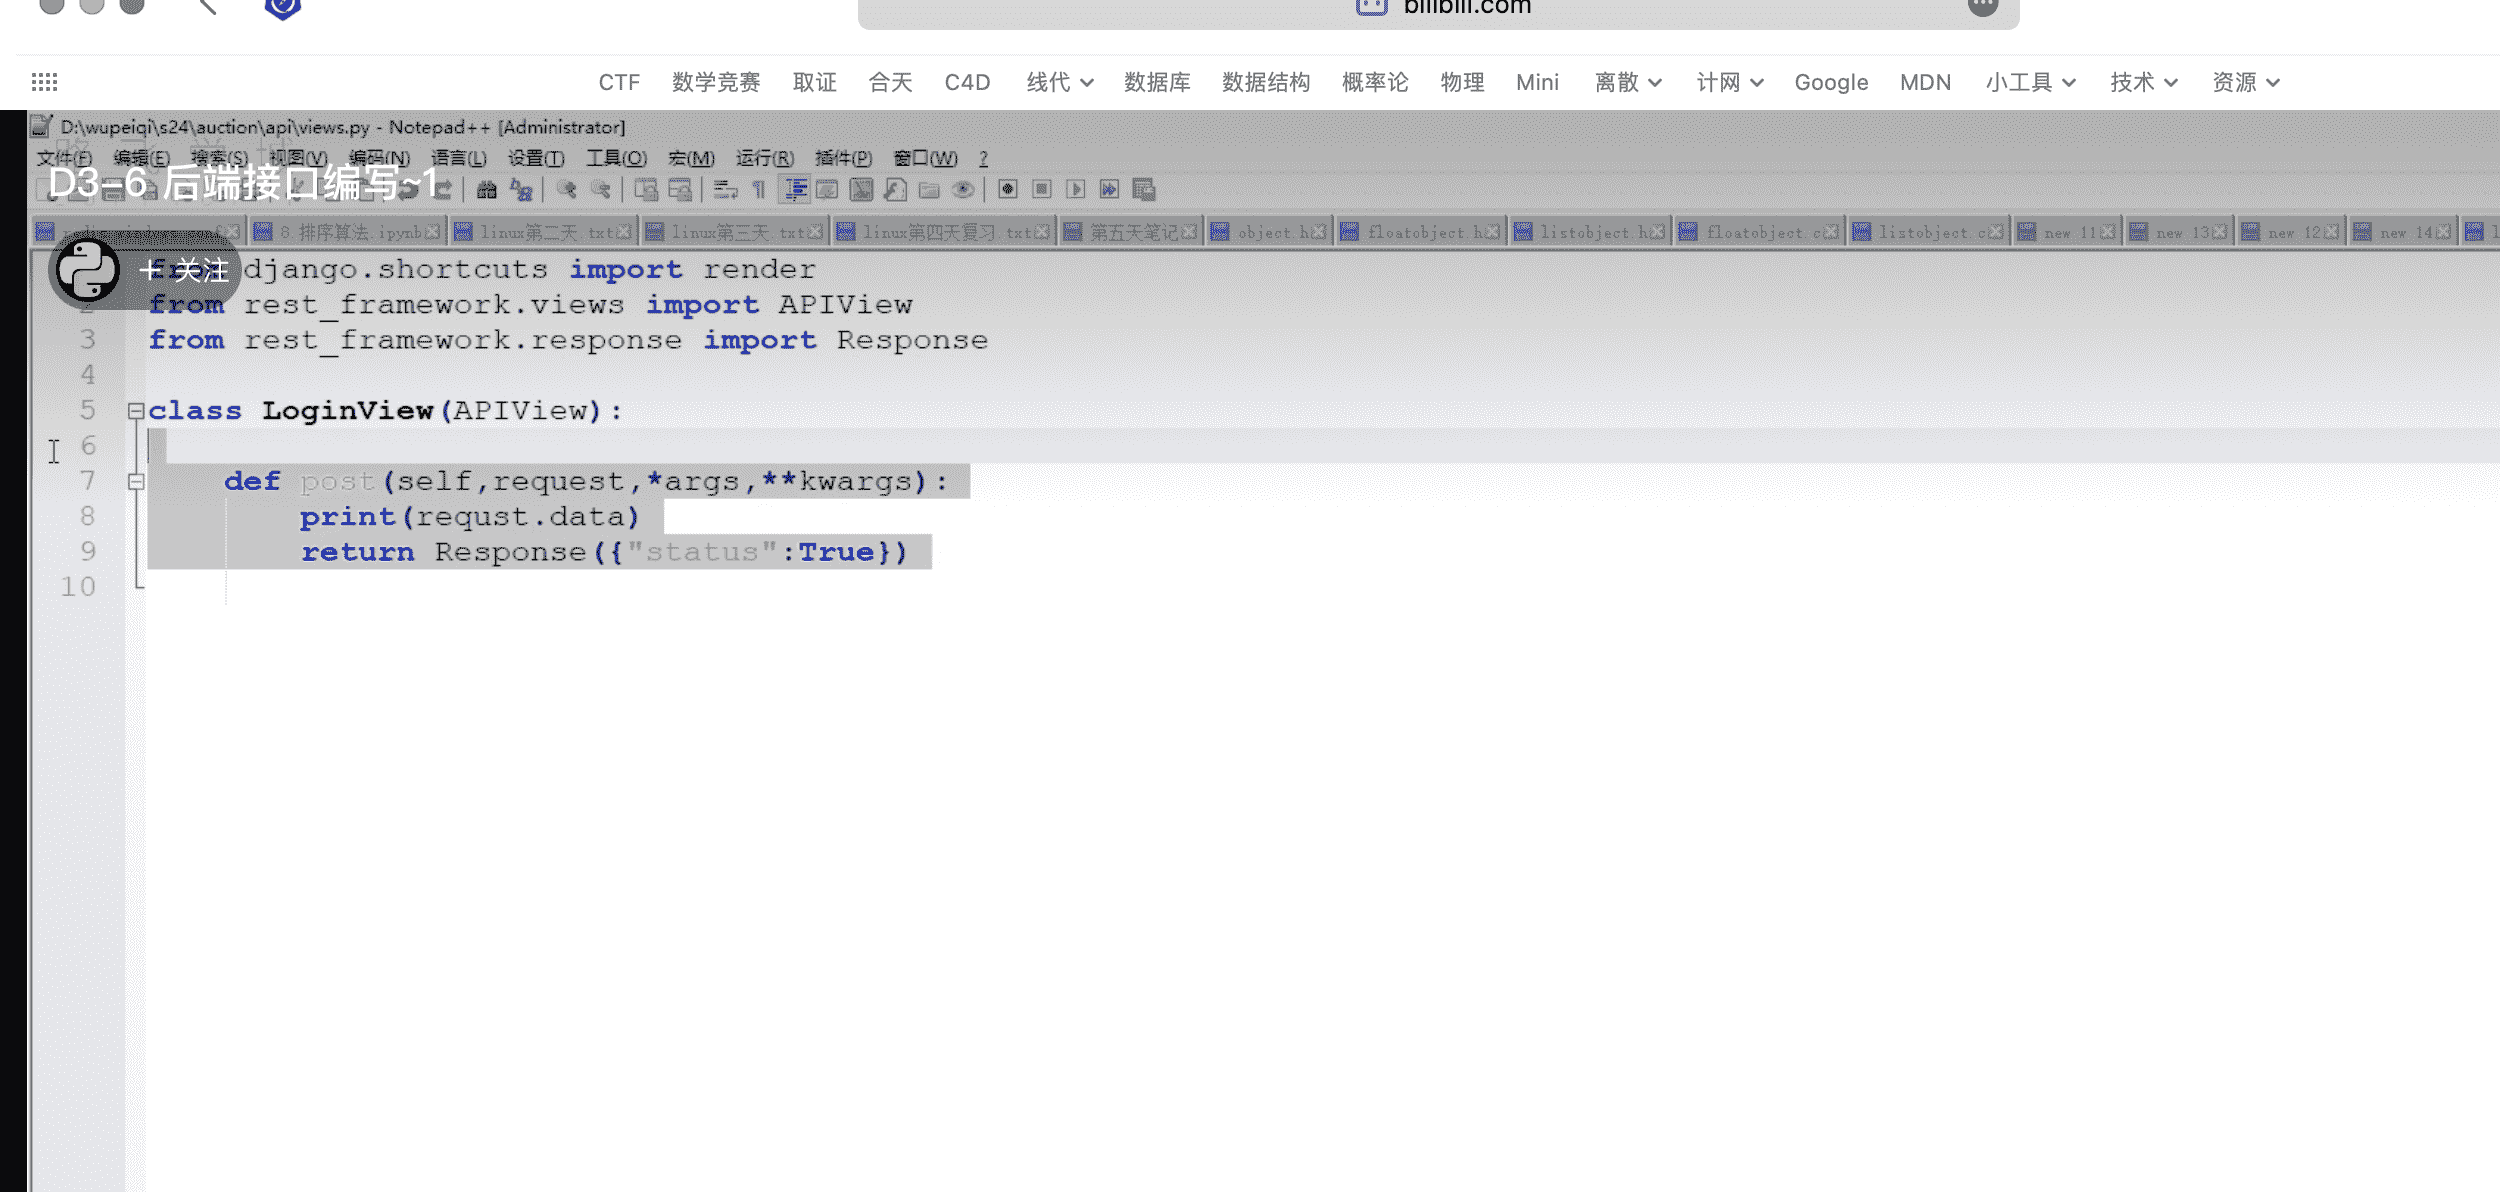 bilibili.com
CTF 数学竞赛 取证 合天 C4D 线代 数据库 数据结构 概率论 物理 Mini 离散 计网 Google MDN 小工具 技术 资源
D:\wupeiqi\s24\auction\api\views.py - Notepad++ [Administrator]
文件(F) 编辑(E) 搜索(S) 视图(V) 编码(N) 语言(L) 设置(T) 工具(O) 宏(M) 运行(R) 插件(P) 窗口(W) ?
D3-6 后端接口编写~1
8 排序算法.ipynb linux第二天.txt linux第三天.txt linux第四天复习.txt 第五天笔记 object.h floatobject.h listobject.h floatobject.c listobject.c new 11 new 13 new 12 new 14
+ 关注
from django.shortcuts import render
2 from rest_framework.views import APIView
3 from rest_framework.response import Response
4
5 class LoginView(APIView):
6
7 def post(self,request,*args,**kwargs):
8 print(requst.data)
9 return Response({"status":True})
10